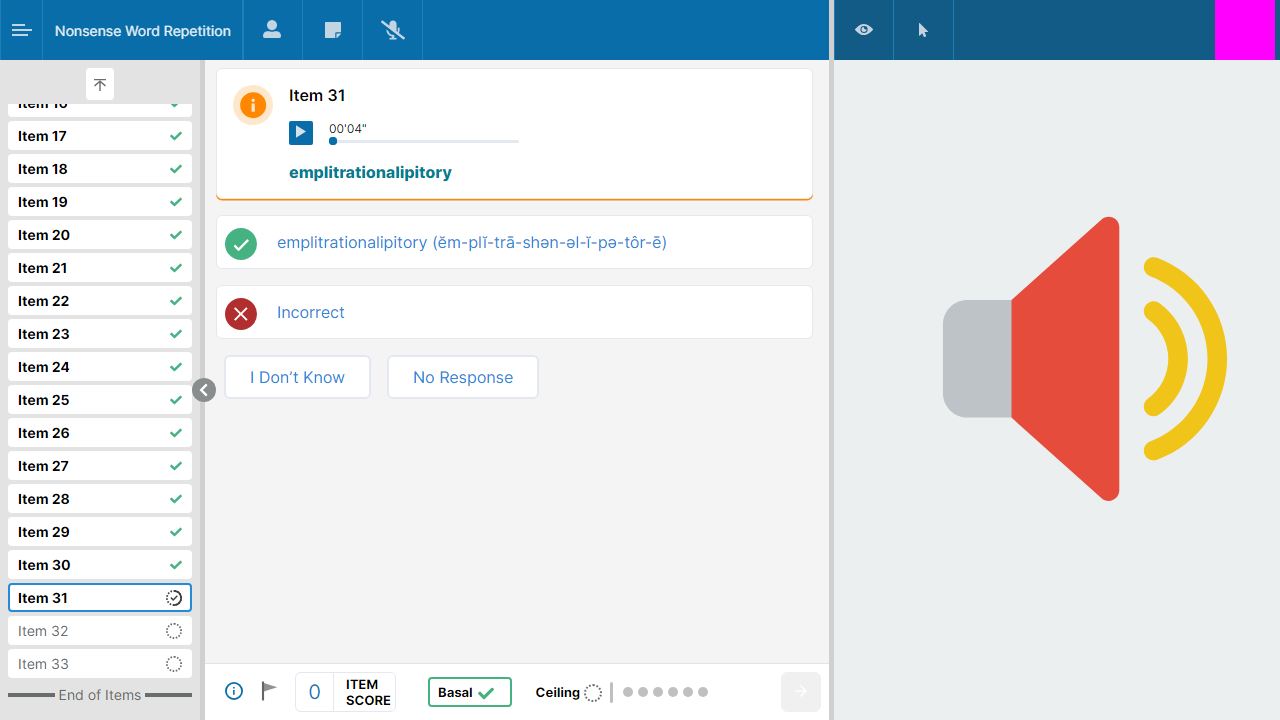 Nonsense Word Repetition
Item 16
Item 17
Item 18
Item 19
Item 20
Item 21
Item 22
Item 23
Item 24
Item 25
Item 26
Item 27
Item 28
Item 29
Item 30
Item 31
Item 32
Item 33
End of Items
Item 31
00'04"
emplitrationalipitory
emplitrationalipitory (ĕm-plĭ-trā-shən-əl-ĭ-pə-tôr-ē)
Incorrect
I Don’t Know
No Response
0
ITEM
SCORE
Basal
Ceiling